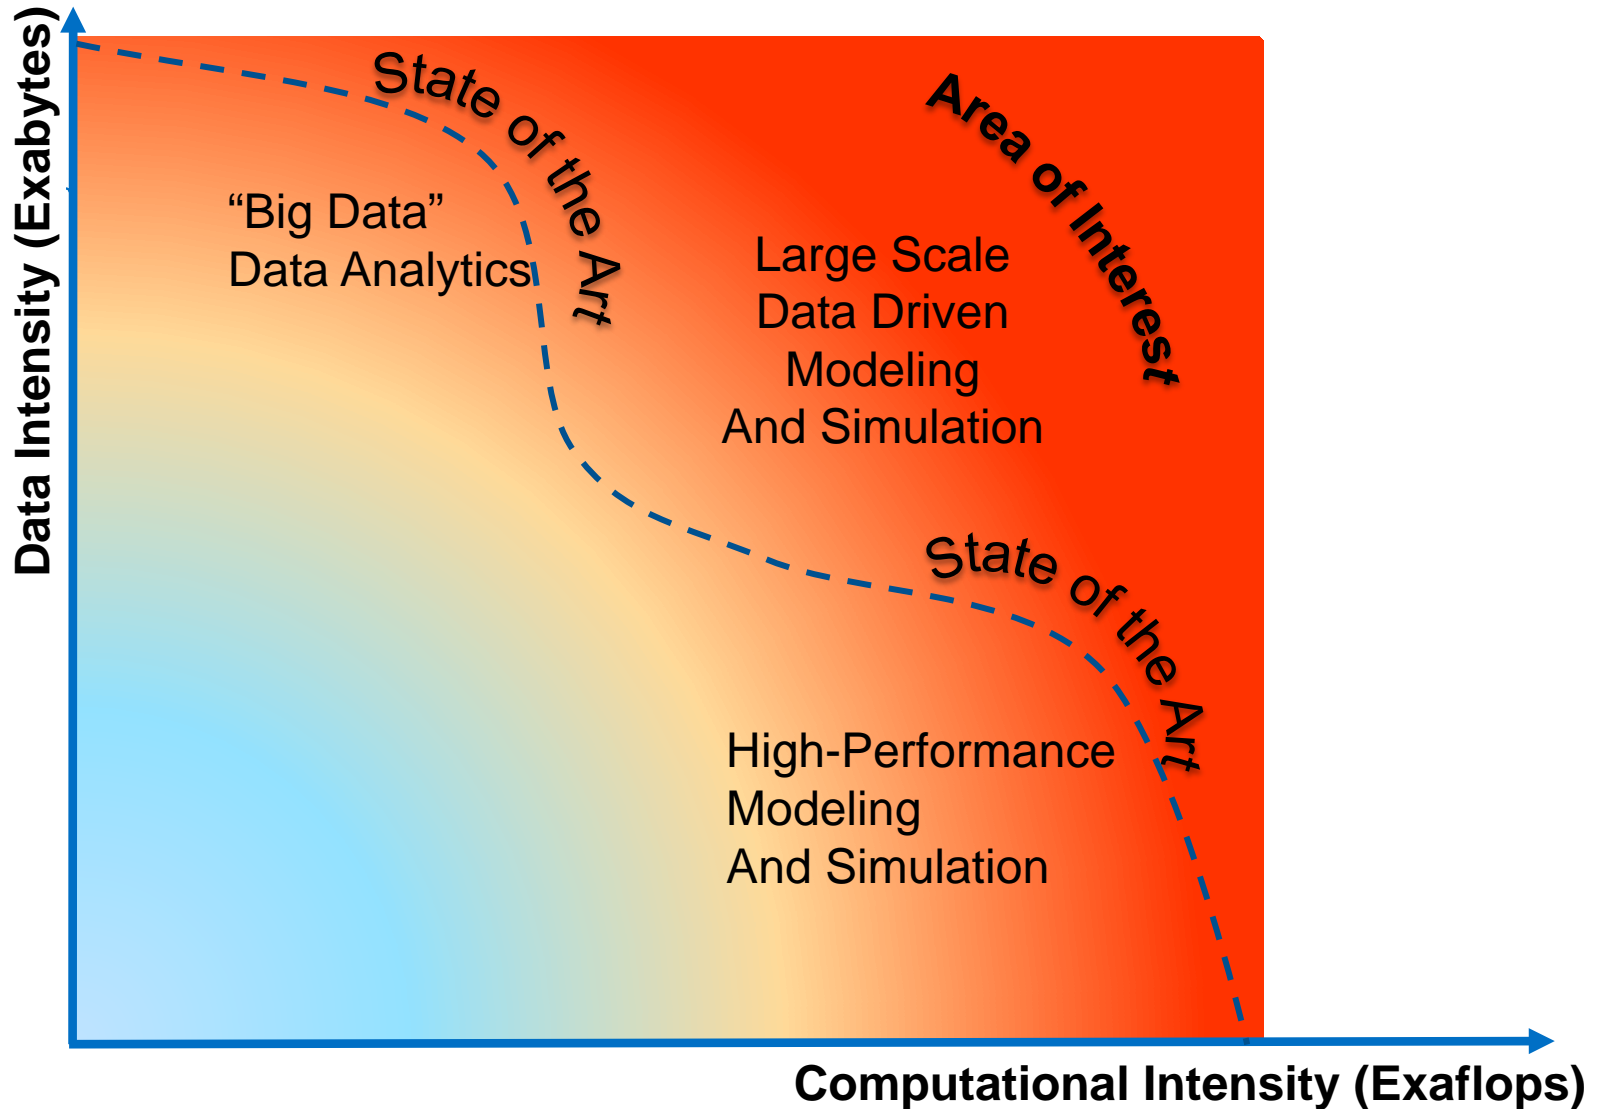 Data Intensity (Exabytes)
State of the Art
Area of Interest
“Big Data”
Data Analytics
Large Scale
Data Driven
Modeling
And Simulation
State of the Art
High-Performance
Modeling
And Simulation
Computational Intensity (Exaflops)